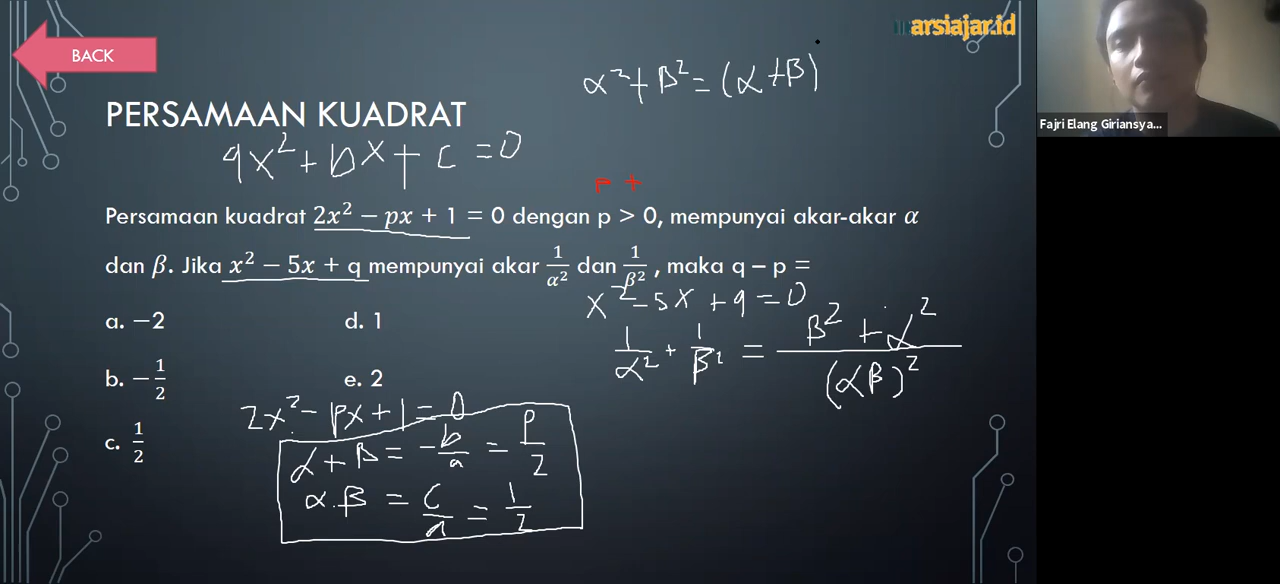 BACK
arsiajar.id
α² + β² = (α + β)
Fajri Elang Giriansya...
PERSAMAAN KUADRAT
ax² + bx + c = 0
Persamaan kuadrat 2x² − px + 1 = 0 dengan p > 0, mempunyai akar-akar α
dan β. Jika x² − 5x + q mempunyai akar 1/α² dan 1/β², maka q − p =
x² − 5x + q = 0
1/α² + 1/β² = (β² + α²)/(αβ)²
a. −2
d. 1
b. −1/2
e. 2
c. 1/2
2x² − px + 1 = 0
α + β = −b/a = p/2
α . β = c/a = 1/2